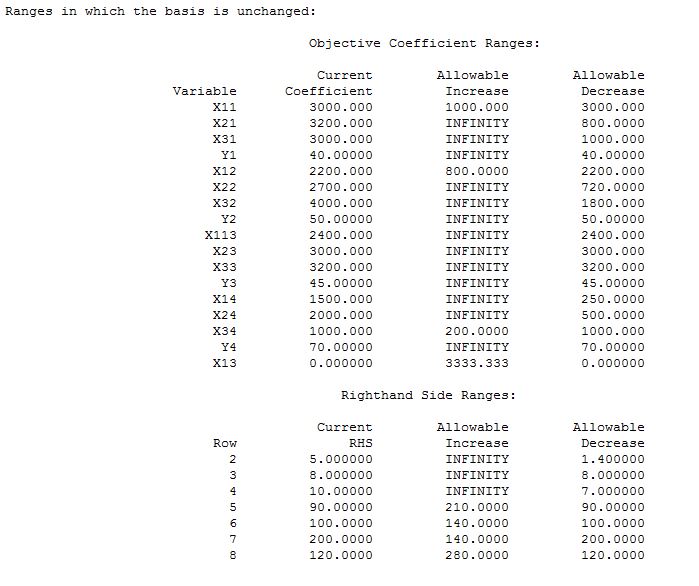 Ranges in which the basis is unchanged:
Objective Coefficient Ranges:
Current Allowable Allowable
Variable Coefficient Increase Decrease
X11 3000.000 1000.000 3000.000
X21 3200.000 INFINITY 800.0000
X31 3000.000 INFINITY 1000.000
Y1 40.00000 INFINITY 40.00000
X12 2200.000 800.0000 2200.000
X22 2700.000 INFINITY 720.0000
X32 4000.000 INFINITY 1800.000
Y2 50.00000 INFINITY 50.00000
X113 2400.000 INFINITY 2400.000
X23 3000.000 INFINITY 3000.000
X33 3200.000 INFINITY 3200.000
Y3 45.00000 INFINITY 45.00000
X14 1500.000 INFINITY 250.0000
X24 2000.000 INFINITY 500.0000
X34 1000.000 200.0000 1000.000
Y4 70.00000 INFINITY 70.00000
X13 0.000000 3333.333 0.000000
Righthand Side Ranges:
Current Allowable Allowable
Row RHS Increase Decrease
2 5.000000 INFINITY 1.400000
3 8.000000 INFINITY 8.000000
4 10.00000 INFINITY 7.000000
5 90.00000 210.0000 90.00000
6 100.0000 140.0000 100.0000
7 200.0000 140.0000 200.0000
8 120.0000 280.0000 120.0000